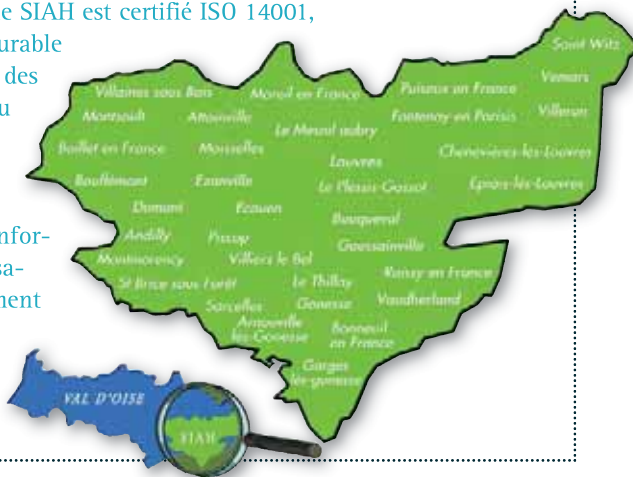 e SIAH est certifié ISO 14001,
urable
des
u
nfor-
sa-
ment
Saint Witz
Vemars
Villaines sous Bois
Mareil en France
Puiseux en France
Villeron
Montsoult
Attainville
Fontenay en Parisis
Le Mesnil aubry
Baillet en France
Moisselles
Louvres
Chenevières-les-Louvres
Bouffémont
Ezanville
Le Plessis-Gassot
Epiais-lès-Louvres
Domont
Ecouen
Bouqueval
Andilly
Piscop
Goussainville
Montmorency
Villiers le Bel
Roissy en France
St Brice sous Forêt
Le Thillay
Sarcelles
Gonesse
Vaudherland
Arnouville
lès-Gonesse
Bonneuil
en France
Garges
lès-gonesse
VAL D'OISE
SIAH